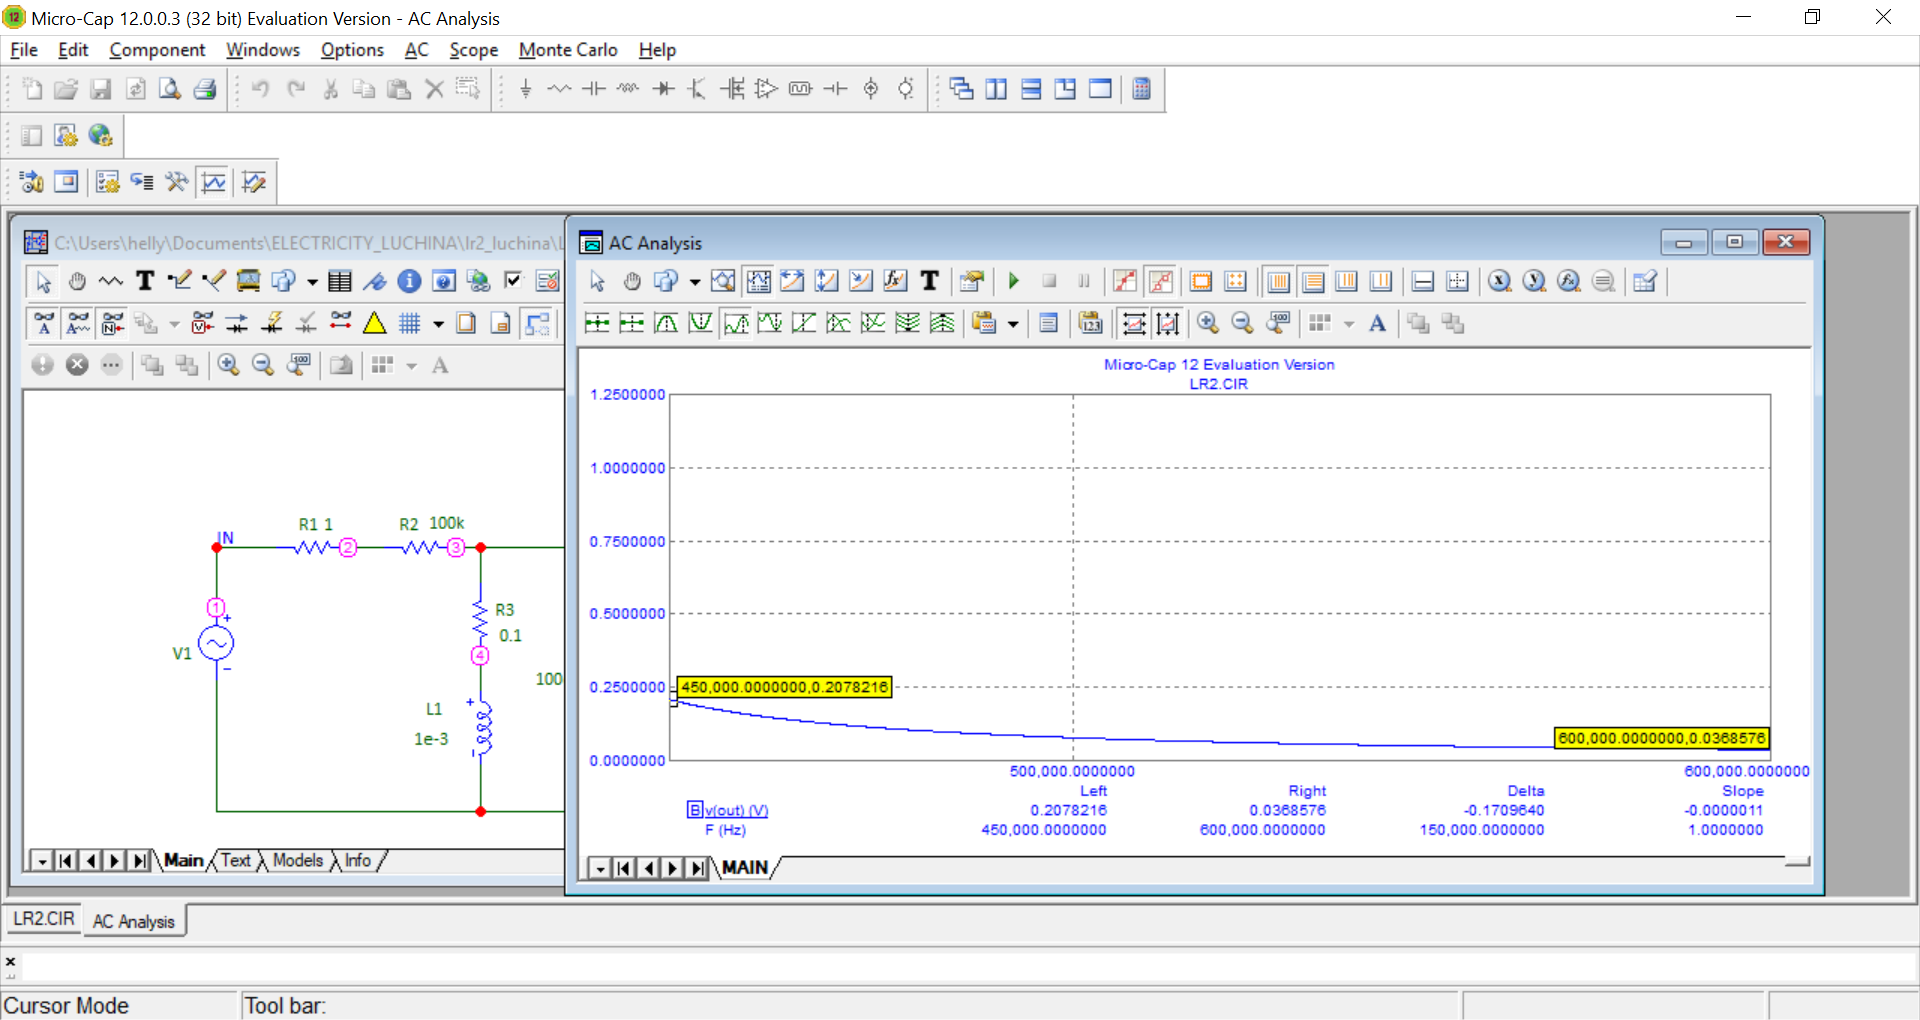 Micro-Cap 12.0.0.3 (32 bit) Evaluation Version - AC Analysis
File Edit Component Windows Options AC Scope Monte Carlo Help
C:\Users\helly\Documents\ELECTRICITY_LUCHINA\lr2_luchina\L
AC Analysis
Micro-Cap 12 Evaluation Version
LR2.CIR
1.2500000
1.0000000
0.7500000
0.5000000
0.2500000
0.0000000
450,000.0000000,0.2078216
600,000.0000000,0.0368576
500,000.0000000 600,000.0000000
Left Right Delta Slope
B v(out) (V) 0.2078216 0.0368576 -0.1709640 -0.0000011
F (Hz) 450,000.0000000 600,000.0000000 150,000.0000000 1.0000000
MAIN
IN
R1 1
R2 100k
2
3
1
V1
R3
0.1
4
100
L1
1e-3
Main Text Models Info
LR2.CIR AC Analysis
Cursor Mode Tool bar: